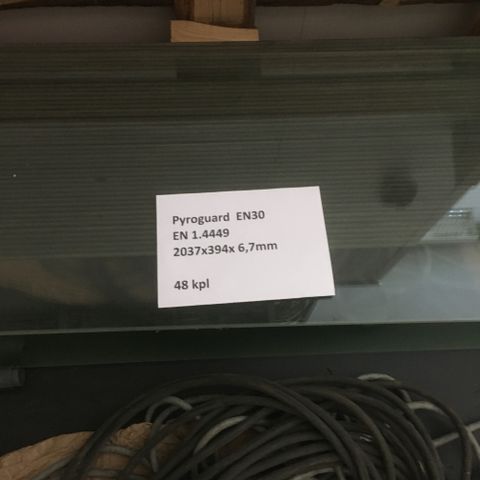 Pyroguard EN30
EN 1.4449
2037x394x 6,7mm
48 kpl